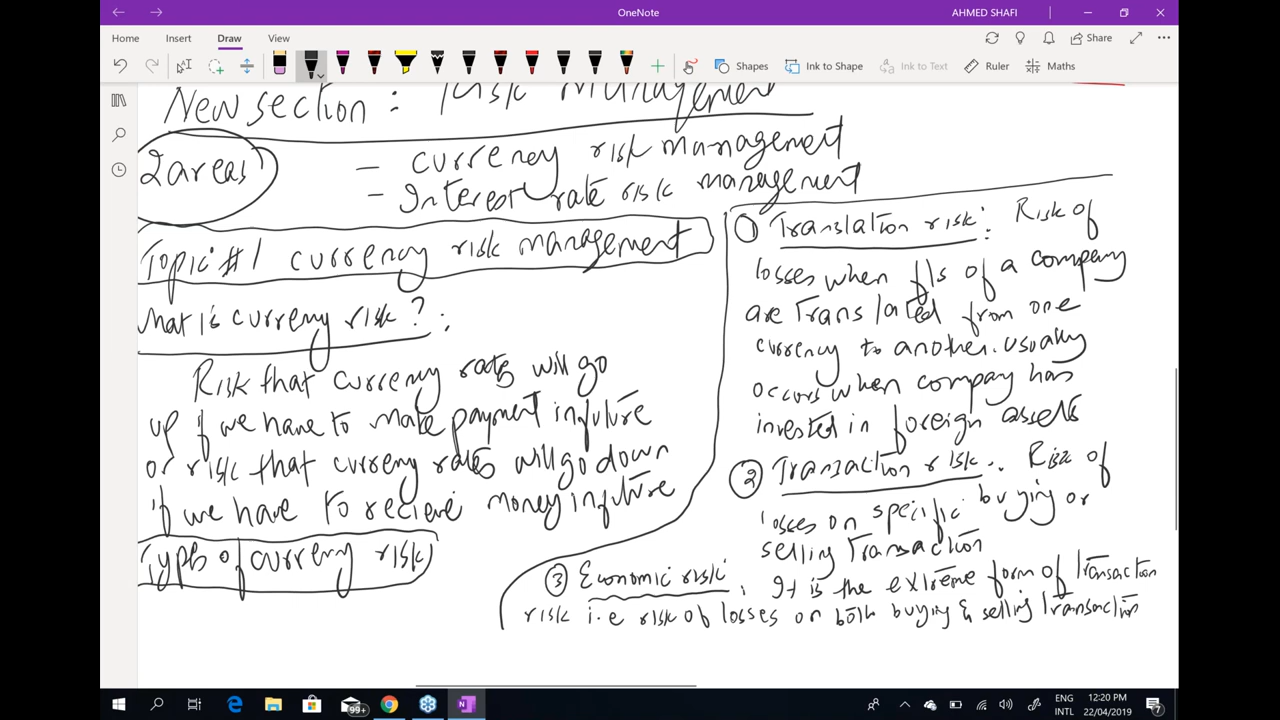 OneNote
AHMED SHAFI
Home Insert Draw View
Share
Shapes Ink to Shape Ink to Text Ruler Maths
New section : Risk Management
2 areas
- currency risk management
- Interest rate risk management
Topic #1 currency risk management
What is currency risk? :
Risk that currency rates will go
up if we have to make payment in future
or risk that currency rates will go down
if we have to recieve money in future
Types of currency risk
① Translation risk : Risk of
losses when f/s of a company
are Translated from one
currency to another. usually
occurs when company has
invested in foreign assets
② Transaction risk : Risk of
losses on specific buying or
selling Transaction
③ Economic risk : It is the extreme form of Transaction
risk i.e risk of losses on both buying & selling Transaction
99+
ENG
INTL
12:20 PM
22/04/2019
7